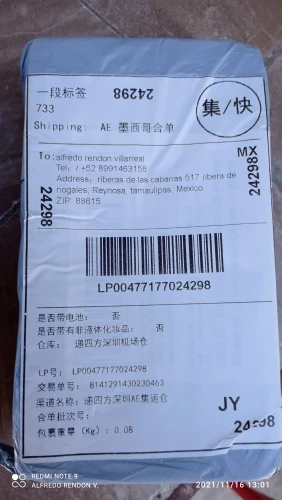 一段标签
24298
733
集/快
Shipping: AE 墨西哥合单
To:alfredo rendon villarreal
Tel: / +52 8991463158
Address: riberas de las cabanas 517 ribera de
nogales, Reynosa, tamaulipas, Mexico
ZIP: 88615
24298MX
24298
LP00477177024298
是否带电池: 否
是否带有非液体化妆品: 否
仓库: 递四方深圳机场仓
LP号: LP00477177024298
交易单号: 8141291430230463
渠道名称: 递四方深圳AE集运仓
合单批次号:
包裹重量 (Kg): 0.08
JY
24298
REDMI NOTE 9
ALFREDO RENDON V.
2021/11/16 13:01